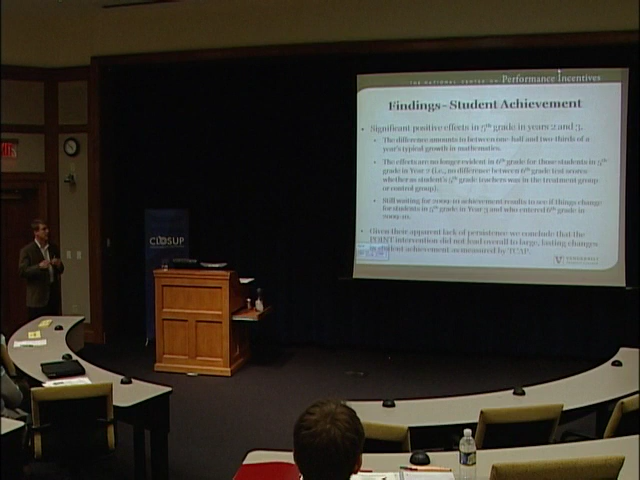 THE NATIONAL CENTER ON Performance Incentives
Findings–Student Achievement
• Significant positive effects in 5th grade in years 2 and 3.
• The difference amounts to between one-half and two-thirds of a
year's typical growth in mathematics.
• The effects are no longer evident in 6th grade for those students in 5th
grade in Year 2 (i.e., no difference between 6th grade test scores
whether so student's 5th grade teachers was in the treatment group
or control group).
• Still waiting for 2009-10 achievement results to see if things change
for students in 5th grade in Year 3 and who entered 6th grade in
2009-10.
• Given their apparent lack of persistence we conclude that the
POINT intervention did not lead overall to large, lasting changes
in student achievement as measured by TCAP.
V VANDERBILT
CLOSUP